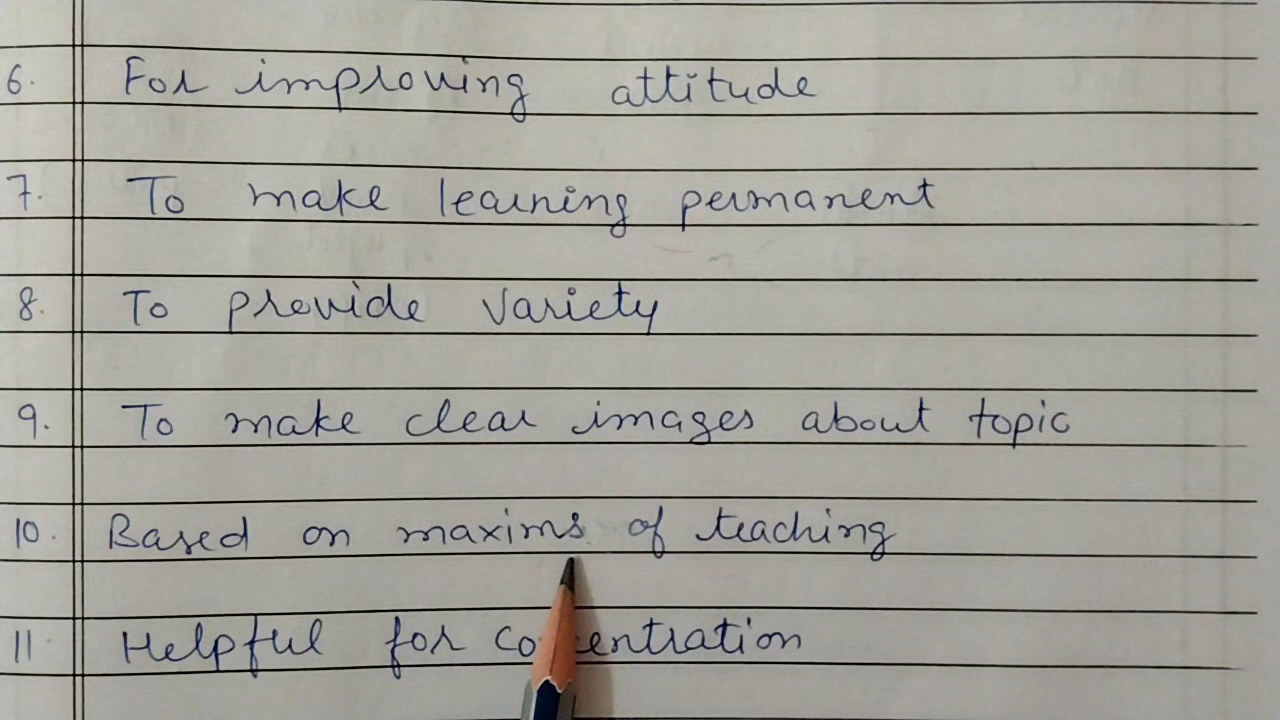 6. For improving attitude
7. To make learning permanent
8. To provide variety
9. To make clear images about topic
10. Based on maxims of teaching
11. Helpful for concentration